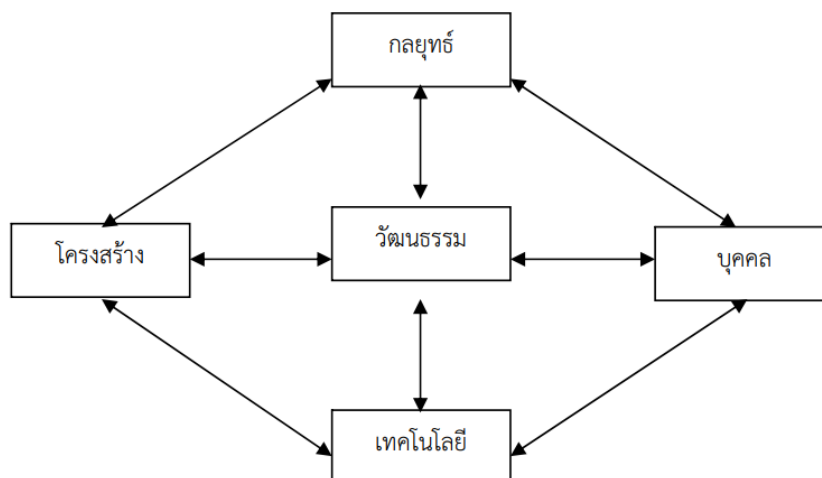 กลยุทธ์
วัฒนธรรม
โครงสร้าง
บุคคล
เทคโนโลยี